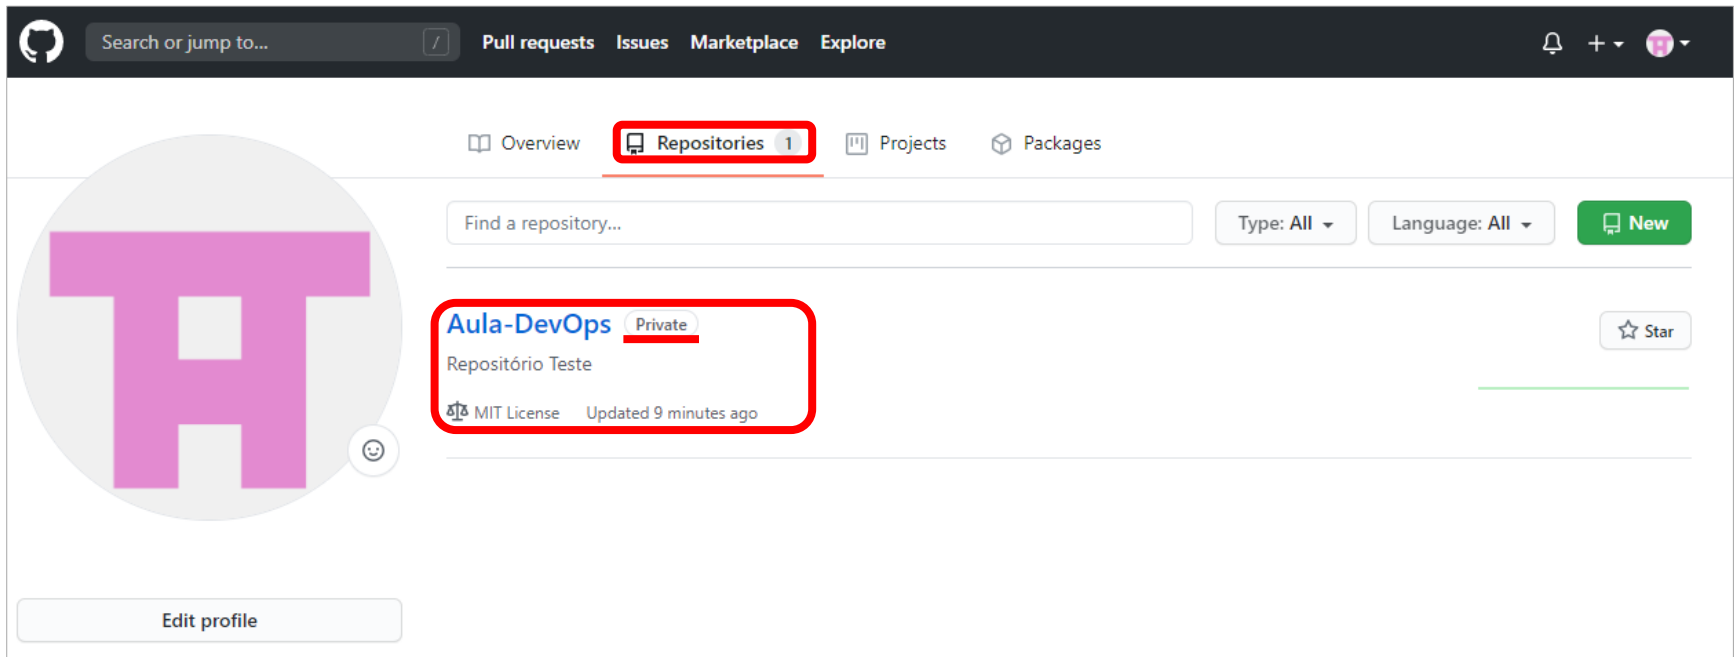 Search or jump to... / Pull requests Issues Marketplace Explore
Overview Repositories 1 Projects Packages
Find a repository... Type: All Language: All New
Aula-DevOps Private
Star
Repositório Teste
MIT License Updated 9 minutes ago
Edit profile